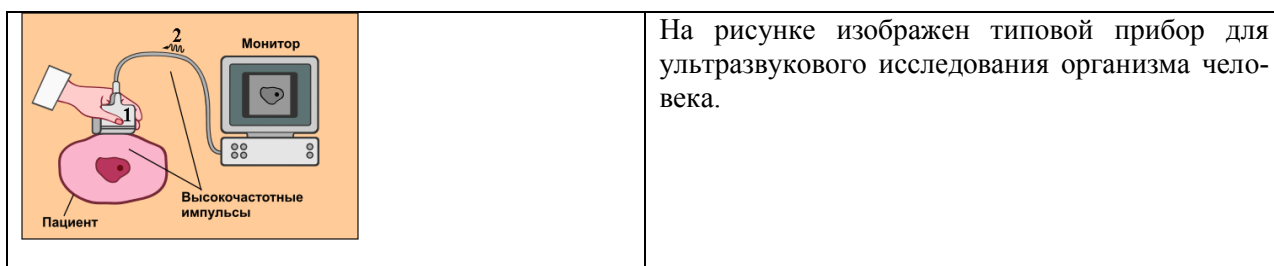 2
Монитор
1
Высокочастотные
импульсы
Пациент
На рисунке изображен типовой прибор для
ультразвукового исследования организма чело-
века.